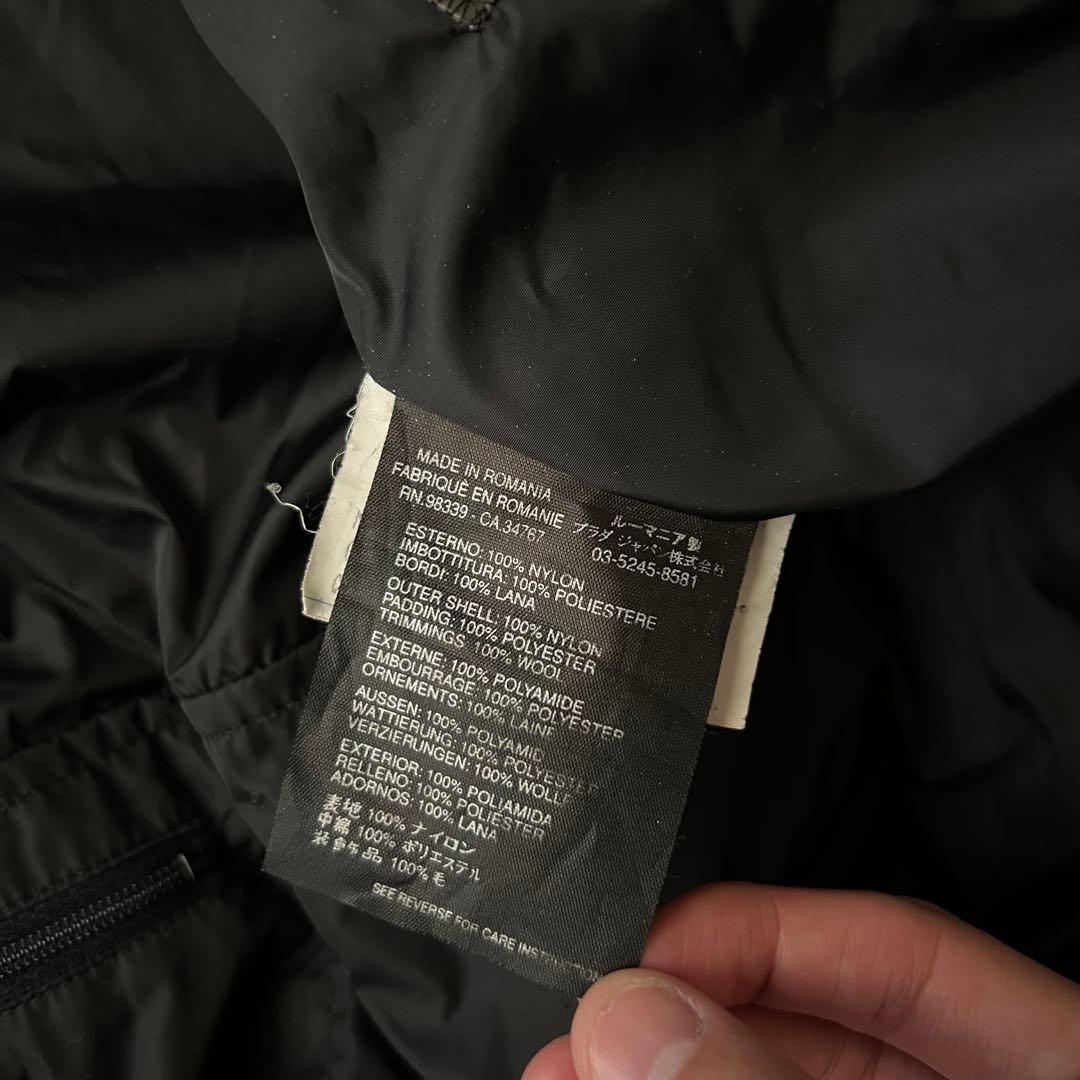 MADE IN ROMANIA
FABRIQUÉ EN ROMANIE
RN.98339 - CA.34767
ルーマニア製
プラダ ジャパン株式会社
03-5245-8581
ESTERNO: 100% NYLON
IMBOTTITURA: 100% POLIESTERE
BORDI: 100% LANA
OUTER SHELL: 100% NYLON
PADDING: 100% POLYESTER
TRIMMINGS: 100% WOOL
EXTERNE: 100% POLYAMIDE
EMBOURRAGE: 100% POLYESTER
ORNEMENTS: 100% LAINE
AUSSEN: 100% POLYAMID
WATTIERUNG: 100% POLYESTER
VERZIERUNGEN: 100% WOLLE
EXTERIOR: 100% POLIAMIDA
RELLENO: 100% POLIESTER
ADORNOS: 100% LANA
表地 100% ナイロン
中綿 100% ポリエステル
100% 毛
SEE REVERSE FOR CARE INSTRUCTIONS